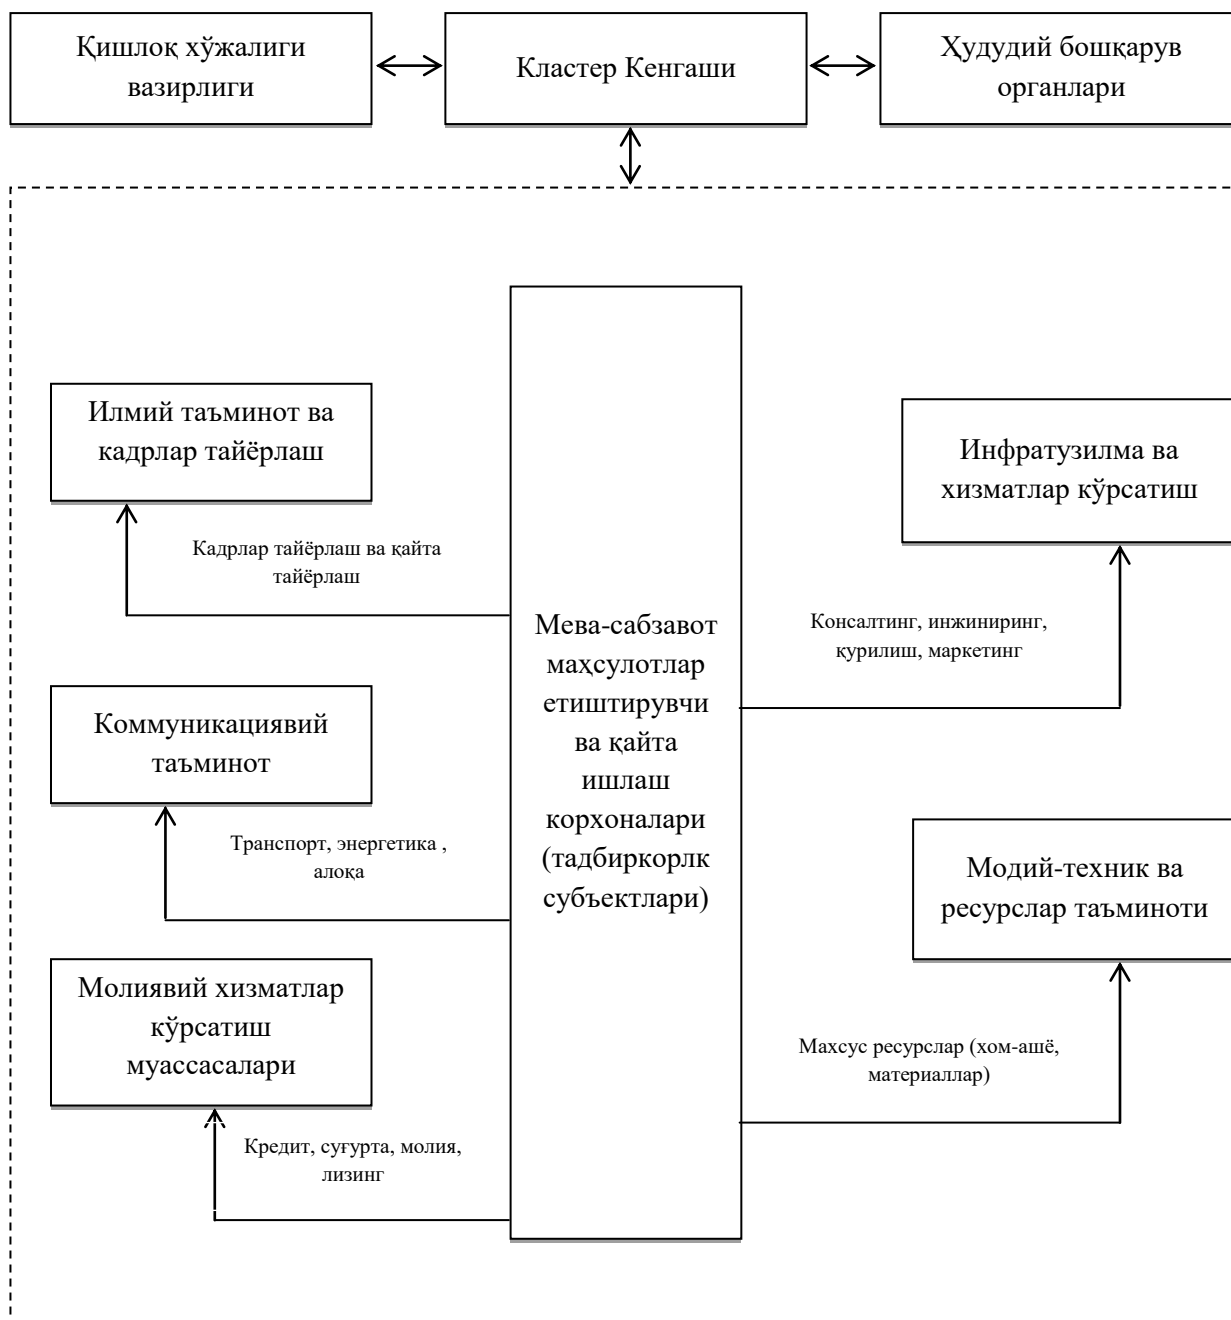 Қишлоқ хўжалиги
вазирлиги
Кластер Кенгаши
Ҳудудий бошқарув
органлари
Илмий таъминот ва
кадрлар тайёрлаш
Кадрлар тайёрлаш ва қайта
тайёрлаш
Коммуникациявий
таъминот
Транспорт, энергетика ,
алоқа
Молиявий хизматлар
кўрсатиш
муассасалари
Кредит, суғурта, молия,
лизинг
Мева-сабзавот
маҳсулотлар
етиштирувчи
ва қайта
ишлаш
корхоналари
(тадбиркорлк
субъектлари)
Инфратузилма ва
хизматлар кўрсатиш
Консалтинг, инжиниринг,
қурилиш, маркетинг
Модий-техник ва
ресурслар таъминоти
Махсус ресурслар (хом-ашё,
материаллар)